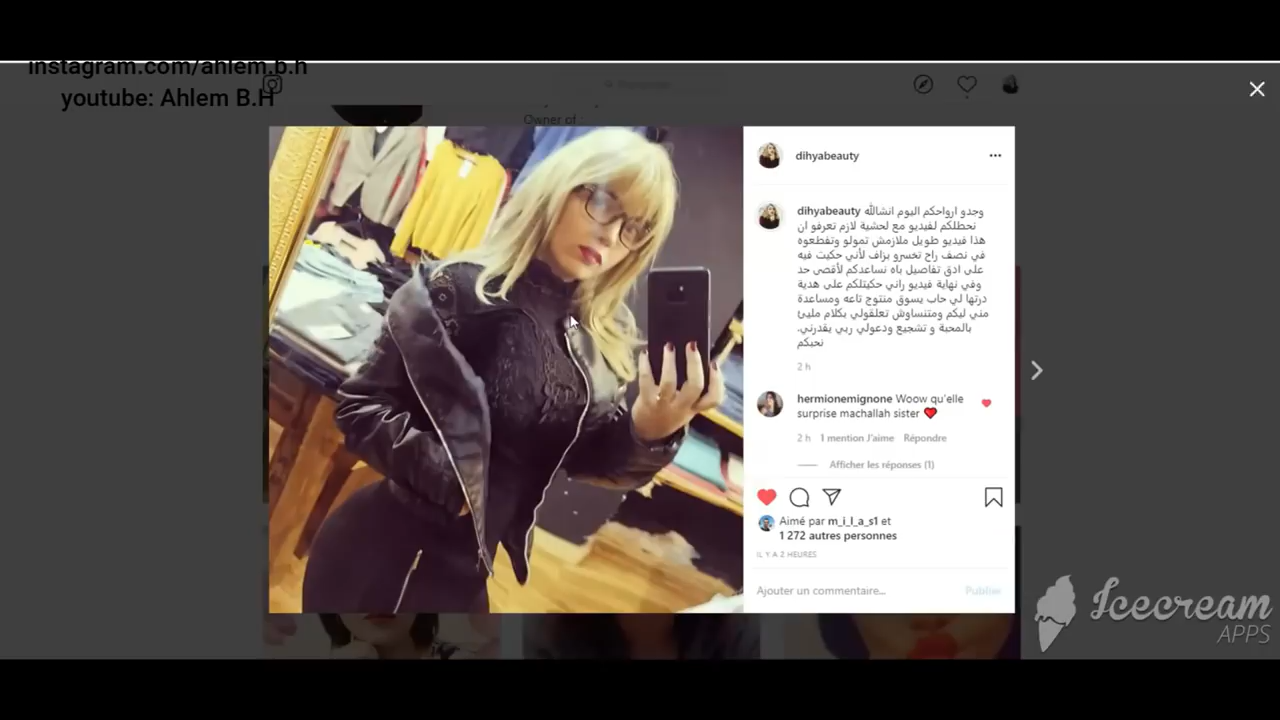 instagram.com/ahlem.b.h
youtube: Ahlem B.H
Owner of :
dihyabeauty
dihyabeauty وجدو ارواحكم اليوم انشالله
نحطلكم لفيديو مع لحشية لازم تعرفو ان
هذا فيديو طويل ملازمش تمولو وتقطعوه
في نصف راح تخسرو بزاف لأني حكيت فيه
على ادق تفاصيل باه نساعدكم لأقصى حد
وفي نهاية فيديو راني حكيتلكم على هدية
درتها لي حاب يسوق منتوج تاعه ومساعدة
مني ليكم ومتنساوش تعلقولي بكلام مليئ
بالمحبة و تشجيع ودعولي ربي يقدرني.
نحبكم
2 h
hermionemignone Woow qu'elle
surprise machallah sister
2 h 1 mention J'aime Répondre
Afficher les réponses (1)
Aimé par m_i_l_a_s1 et
1 272 autres personnes
IL Y A 2 HEURES
Ajouter un commentaire... Publier
Icecream
APPS